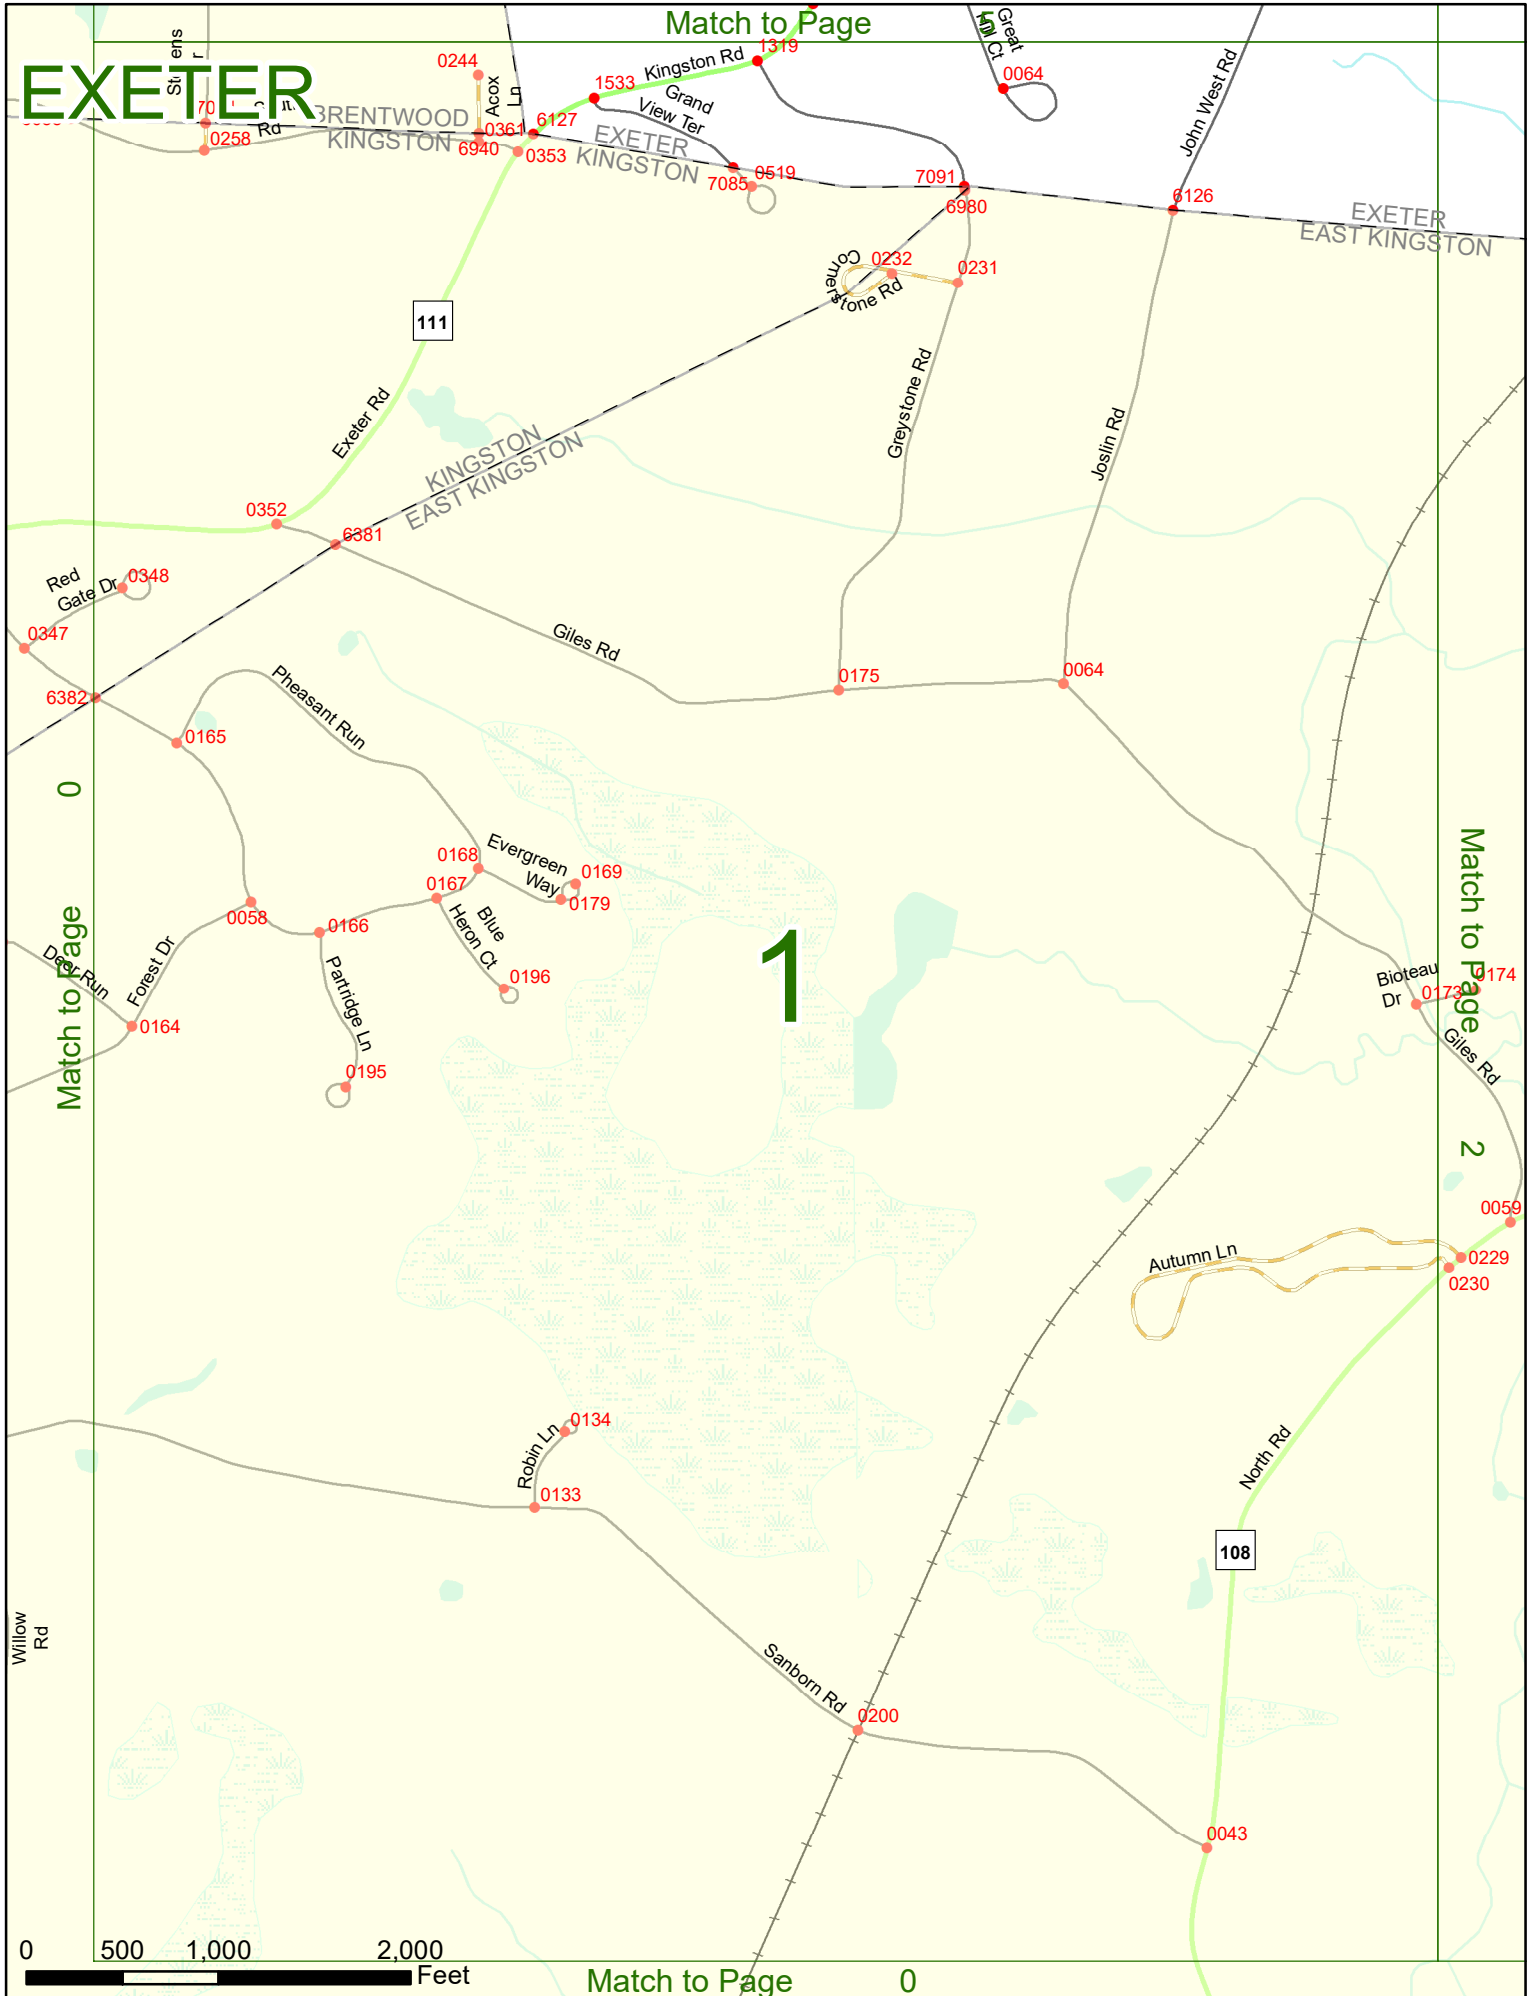 Match to Page
5
EXETER
Great
Hill Ct
0064
1319
Kingston Rd
0244
Acox
Ln
1533
Grand
View Ter
John West Rd
BRENTWOOD
KINGSTON
0361
6127
6940
0353
0258
Rd
EXETER
KINGSTON
7085
0519
7091
6980
6126
EXETER
EAST KINGSTON
Cornerstone Rd
0232
0231
111
Exeter Rd
Greystone Rd
Joslin Rd
KINGSTON
EAST KINGSTON
0352
6381
Red
Gate Dr
0348
0347
Giles Rd
6382
0175
0064
0165
Pheasant Run
0
Match to Page
0168
Evergreen
Way
0169
0179
0167
0058
0166
Blue
Heron Ct
0196
Deer Run
Forest Dr
Partridge Ln
0164
0195
1
Match to Page
2
Bioteau
Dr
0173
0174
Giles Rd
0059
Autumn Ln
0229
0230
Robin Ln
0134
0133
North Rd
108
Willow
Rd
Sanborn Rd
0200
0043
0 500 1,000 2,000
Feet
Match to Page 0